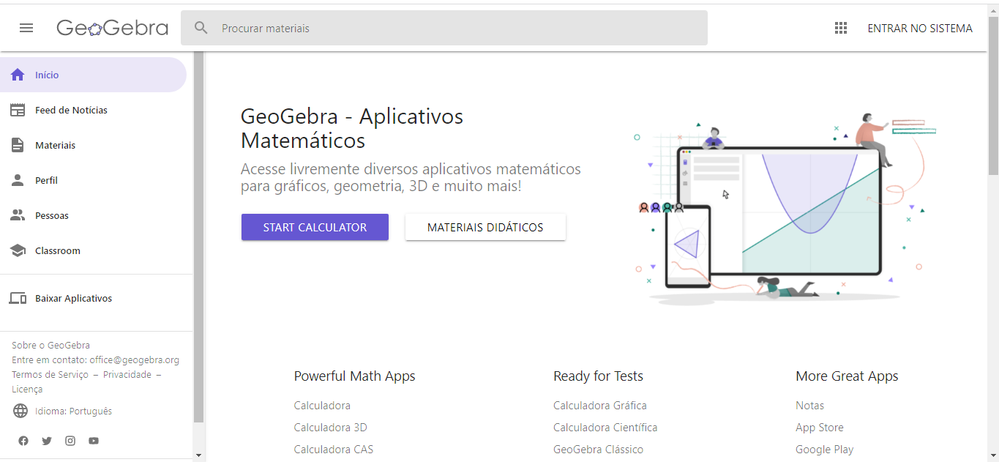 GeoGebra
Procurar materiais
ENTRAR NO SISTEMA
Início
Feed de Notícias
Materiais
Perfil
Pessoas
Classroom
Baixar Aplicativos
Sobre o GeoGebra
Entre em contato: office@geogebra.org
Termos de Serviço – Privacidade –
Licença
Idioma: Português
GeoGebra - Aplicativos
Matemáticos
Acesse livremente diversos aplicativos matemáticos
para gráficos, geometria, 3D e muito mais!
START CALCULATOR
MATERIAIS DIDÁTICOS
Powerful Math Apps
Calculadora
Calculadora 3D
Calculadora CAS
Ready for Tests
Calculadora Gráfica
Calculadora Científica
GeoGebra Clássico
More Great Apps
Notas
App Store
Google Play